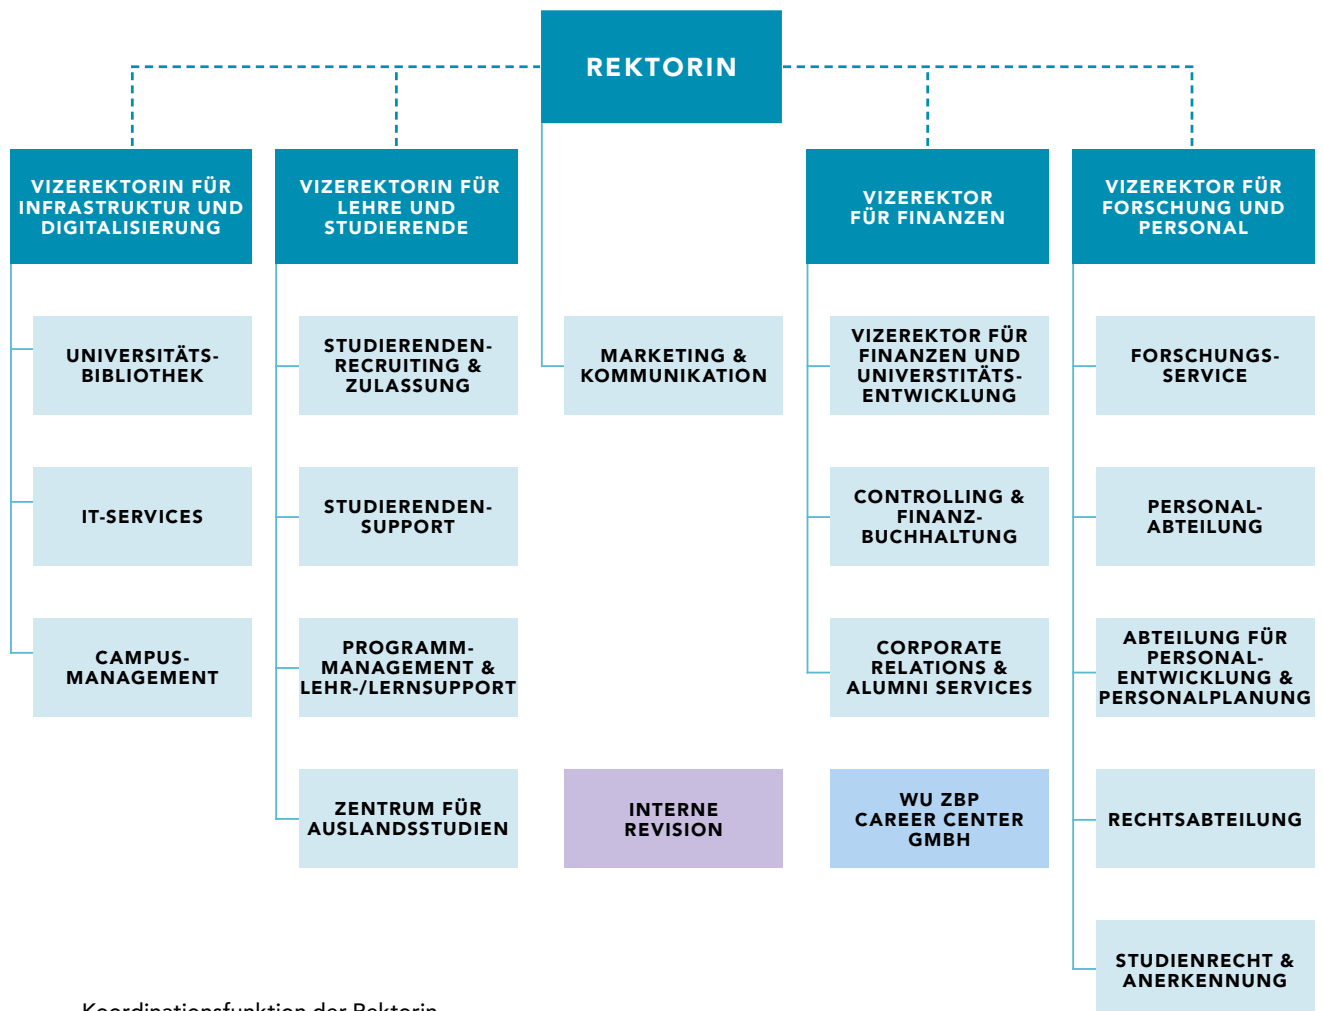 REKTORIN
VIZEREKTORIN FÜR
INFRASTRUKTUR UND
DIGITALISIERUNG
VIZEREKTORIN FÜR
LEHRE UND
STUDIERENDE
VIZEREKTOR
FÜR FINANZEN
VIZEREKTOR FÜR
FORSCHUNG UND
PERSONAL
UNIVERSITÄTS-
BIBLIOTHEK
STUDIERENDEN-
RECRUITING &
ZULASSUNG
MARKETING &
KOMMUNIKATION
VIZEREKTOR FÜR
FINANZEN UND
UNIVERSTITÄTS-
ENTWICKLUNG
FORSCHUNGS-
SERVICE
IT-SERVICES
STUDIERENDEN-
SUPPORT
CONTROLLING &
FINANZ-
BUCHHALTUNG
PERSONAL-
ABTEILUNG
CAMPUS-
MANAGEMENT
PROGRAMM-
MANAGEMENT &
LEHR-/LERNSUPPORT
CORPORATE
RELATIONS &
ALUMNI SERVICES
ABTEILUNG FÜR
PERSONAL-
ENTWICKLUNG &
PERSONALPLANUNG
ZENTRUM FÜR
AUSLANDSSTUDIEN
INTERNE
REVISION
WU ZBP
CAREER CENTER
GMBH
RECHTSABTEILUNG
STUDIENRECHT &
ANERKENNUNG
Koordinationsfunktion der Rektorin